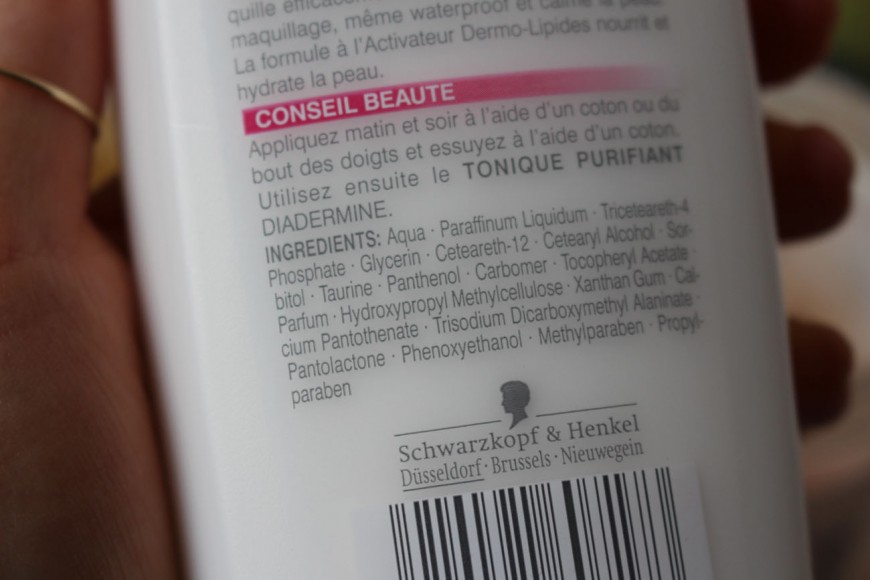 quille efficacement
maquillage, même waterproof et calme la peau.
La formule à l'Activateur Dermo-Lipides nourrit et
hydrate la peau.
CONSEIL BEAUTE
Appliquez matin et soir à l'aide d'un coton ou du
bout des doigts et essuyez à l'aide d'un coton.
Utilisez ensuite le TONIQUE PURIFIANT
DIADERMINE.
INGREDIENTS: Aqua · Paraffinum Liquidum · Triceteareth-4
Phosphate · Glycerin · Ceteareth-12 · Cetearyl Alcohol · Sor-
bitol · Taurine · Panthenol · Carbomer · Tocopheryl Acetate ·
Parfum · Hydroxypropyl Methylcellulose · Xanthan Gum · Cal-
cium Pantothenate · Trisodium Dicarboxymethyl Alaninate ·
Pantolactone · Phenoxyethanol · Methylparaben · Propyl-
paraben
Schwarzkopf & Henkel
Düsseldorf · Brussels · Nieuwegein